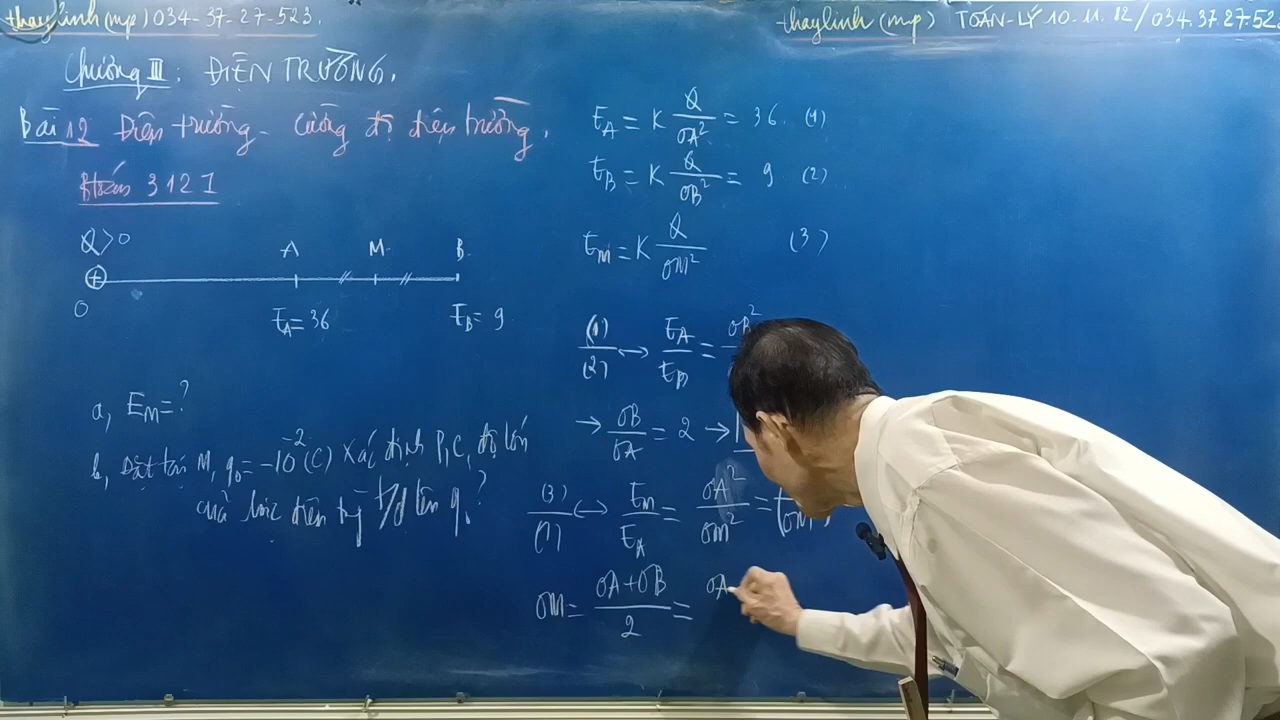 thaylinh (mp) 034-37-27-523.
thaylinh (mp) TOÁN-LÝ 10.11.12/034.37.27.52
Chương III: ĐIỆN TRƯỜNG.
Bài 12 Điện trường - Cường độ điện trường.
3121
Q>0
A M B
O
E_A = 36 E_B = 9
a, E_M = ?
b, Đặt tại M, q₀ = -10⁻² (C) Xác định P, C, độ lớn
của lực điện trg t/d lên q₀?
E_A = K Q/OA² = 36. (1)
E_B = K Q/OB² = 9 (2)
E_M = K Q/OM² (3)
(1)/(2) ↔ E_A/E_B = OB²
→ OB/OA = 2 →
(3)/(1) ↔ E_M/E_A = OA²/OM² =
OM = (OA+OB)/2 = OA